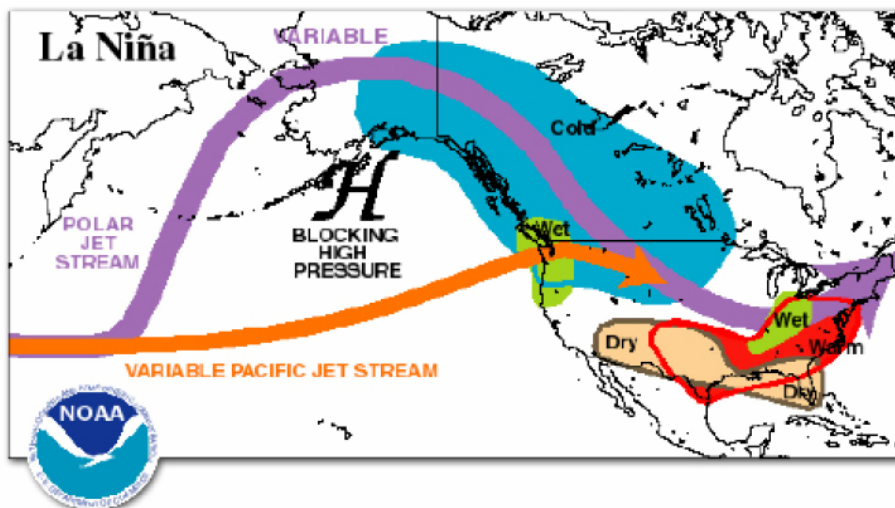 La Niña
VARIABLE
Cold
H
POLAR
JET
STREAM
BLOCKING
HIGH
PRESSURE
Wet
VARIABLE PACIFIC JET STREAM
Wet
Dry
Warm
Dry
NOAA